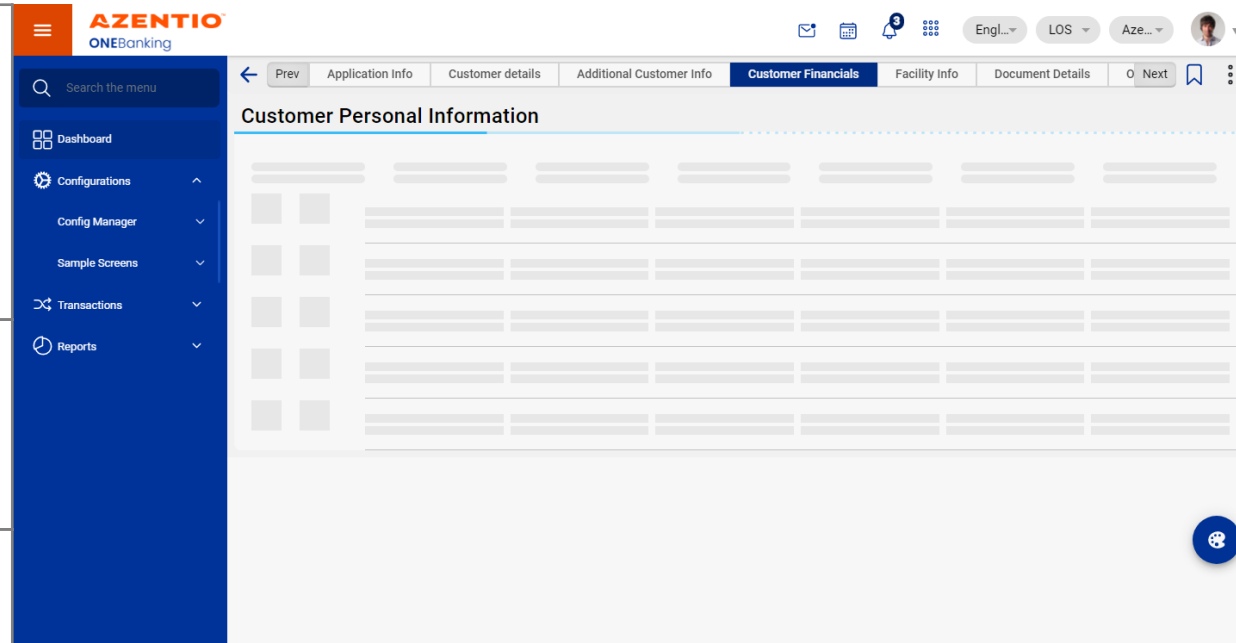 AZENTIO
ONEBanking
3
Engl...
LOS
Aze...
Search the menu
Prev
Application Info
Customer details
Additional Customer Info
Customer Financials
Facility Info
Document Details
O
Next
Customer Personal Information
Dashboard
Configurations
Config Manager
Sample Screens
Transactions
Reports